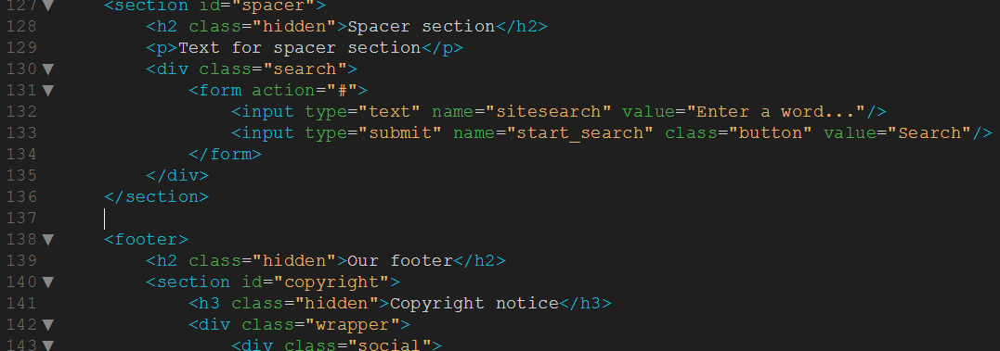 127 <section id="spacer">
128 <h2 class="hidden">Spacer section</h2>
129 <p>Text for spacer section</p>
130 <div class="search">
131 <form action="#">
132 <input type="text" name="sitesearch" value="Enter a word..."/>
133 <input type="submit" name="start_search" class="button" value="Search"/>
134 </form>
135 </div>
136 </section>
137
138 <footer>
139 <h2 class="hidden">Our footer</h2>
140 <section id="copyright">
141 <h3 class="hidden">Copyright notice</h3>
142 <div class="wrapper">
143 <div class="social">